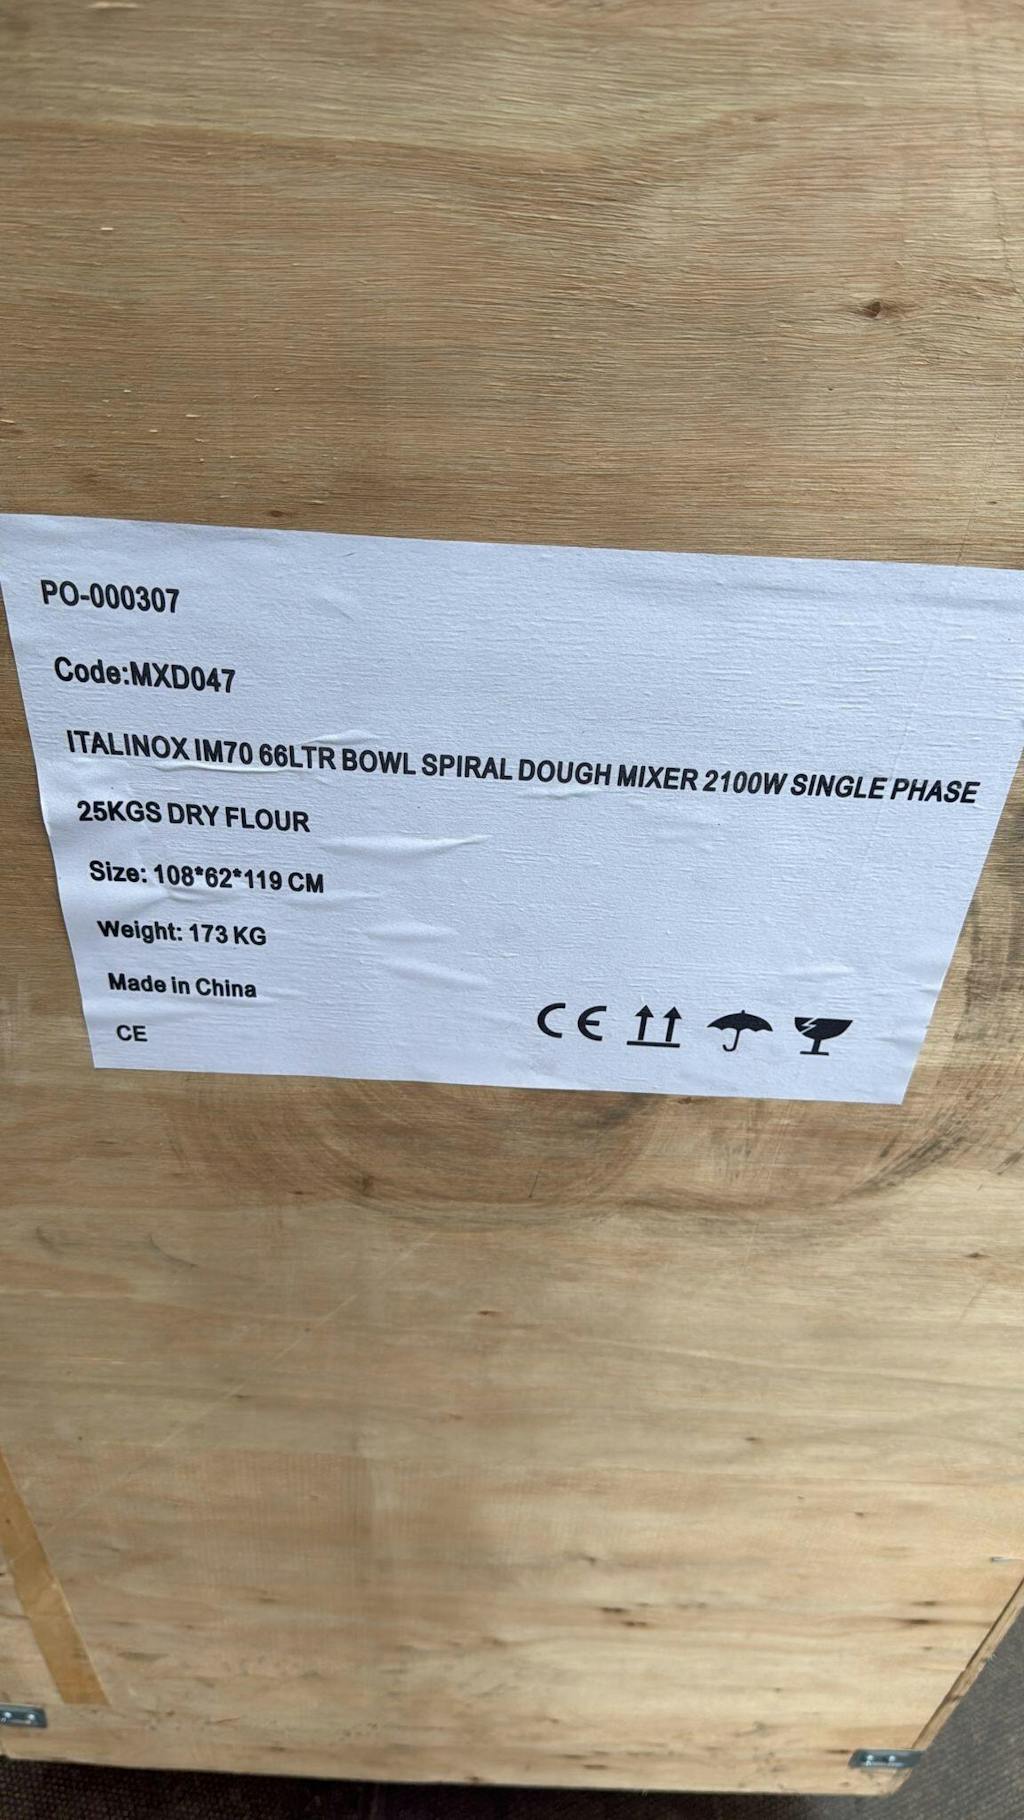 PO-000307
Code:MXD047
ITALINOX IM70 66LTR BOWL SPIRAL DOUGH MIXER 2100W SINGLE PHASE
25KGS DRY FLOUR
Size: 108*62*119 CM
Weight: 173 KG
Made in China
CE
CE